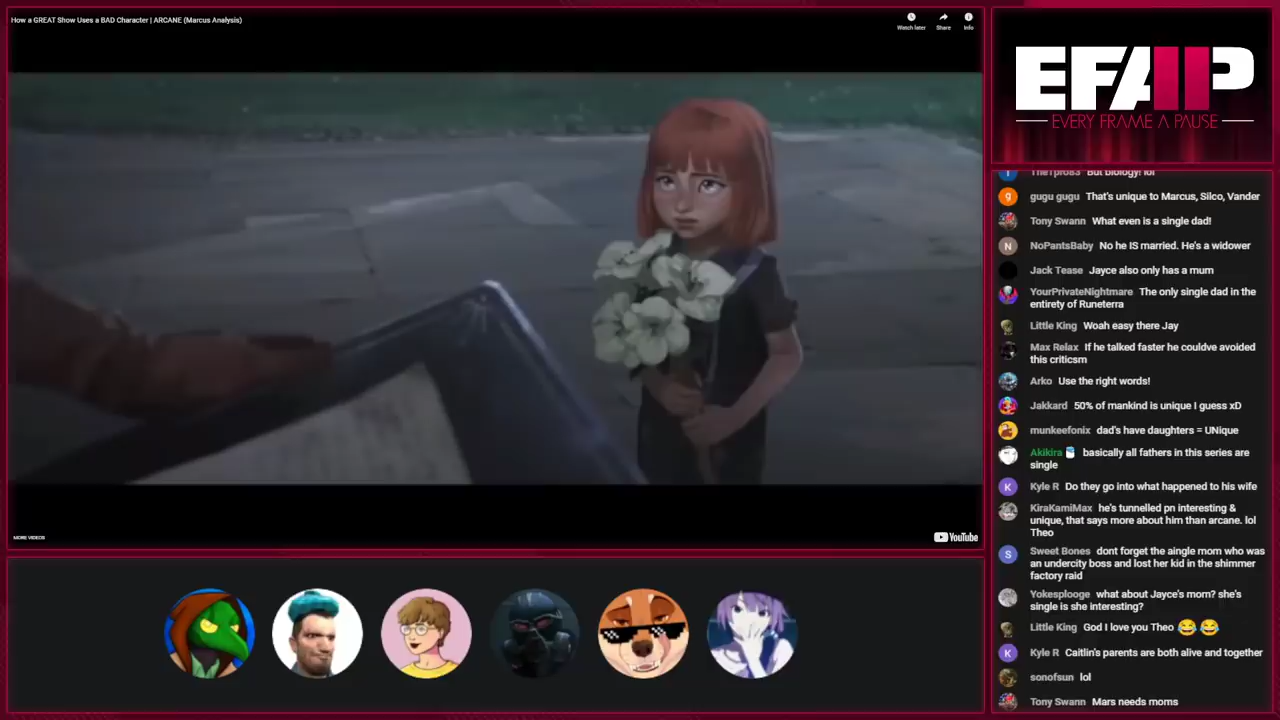 How a GREAT Show Uses a BAD Character | ARCANE (Marcus Analysis)
Watch later
Share
Info
MORE VIDEOS
YouTube
EFAP
EVERY FRAME A PAUSE
But biology! lol
gugu gugu That's unique to Marcus, Silco, Vander
Tony Swann What even is a single dad!
NoPantsBaby No he IS married. He's a widower
Jack Tease Jayce also only has a mum
YourPrivateNightmare The only single dad in the
entirety of Runeterra
Little King Woah easy there Jay
Max Relax If he talked faster he couldve avoided
this criticsm
Arko Use the right words!
Jakkard 50% of mankind is unique I guess xD
munkeefonix dad's have daughters = UNique
Akikira basically all fathers in this series are
single
Kyle R Do they go into what happened to his wife
KiraKamiMax he's tunnelled pn interesting &
unique, that says more about him than arcane. lol
Theo
Sweet Bones dont forget the aingle mom who was
an undercity boss and lost her kid in the shimmer
factory raid
Yokesplooge what about Jayce's mom? she's
single is she interesting?
Little King God I love you Theo 😂 😂
Kyle R Caitlin's parents are both alive and together
sonofsun lol
Tony Swann Mars needs moms